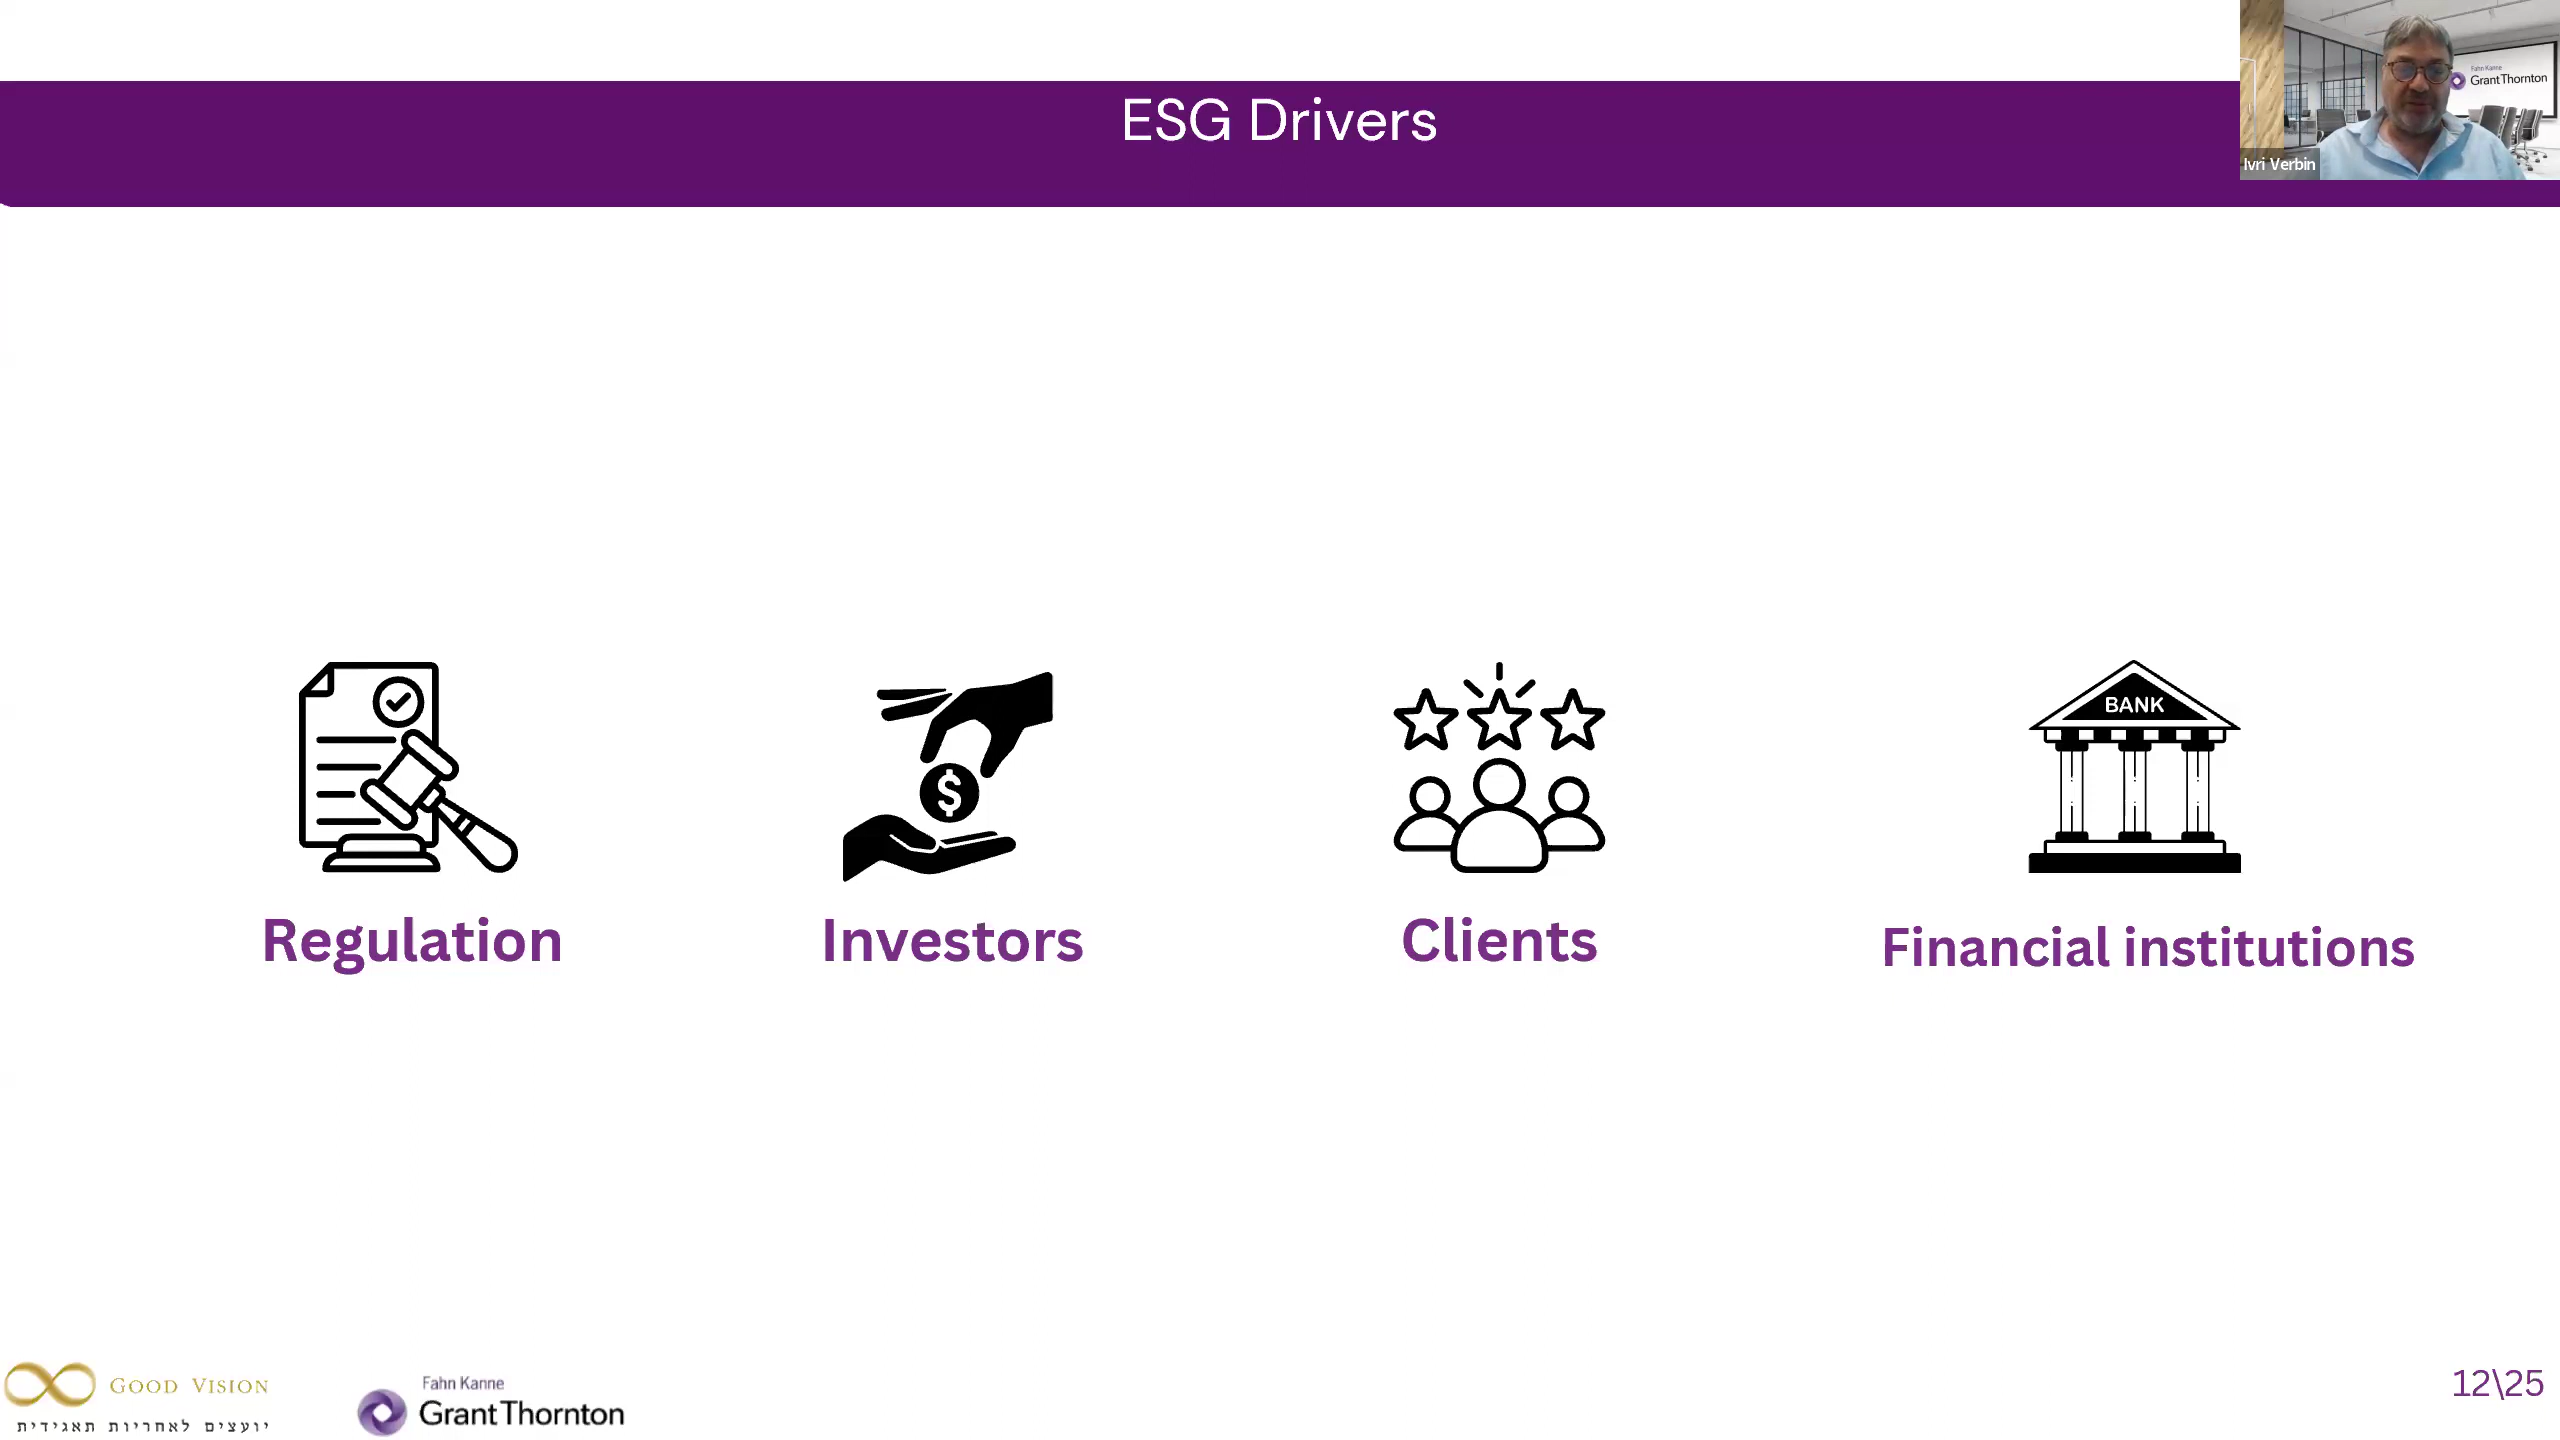 ESG Drivers
Fahn Kanne
Grant Thornton
Ivri Verbin
BANK
$
Regulation
Investors
Clients
Financial institutions
GOOD VISION
יועצים לאחריות תאגידית
Fahn Kanne
Grant Thornton
12\25